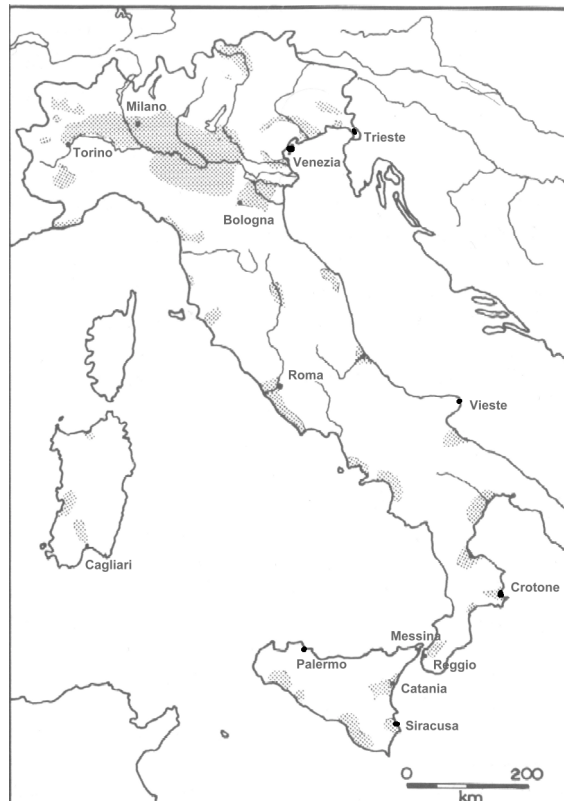 Milano
Trieste
Torino
Venezia
Bologna
Roma
Vieste
Cagliari
Crotone
Messina
Palermo
Reggio
Catania
Siracusa
0 200
km